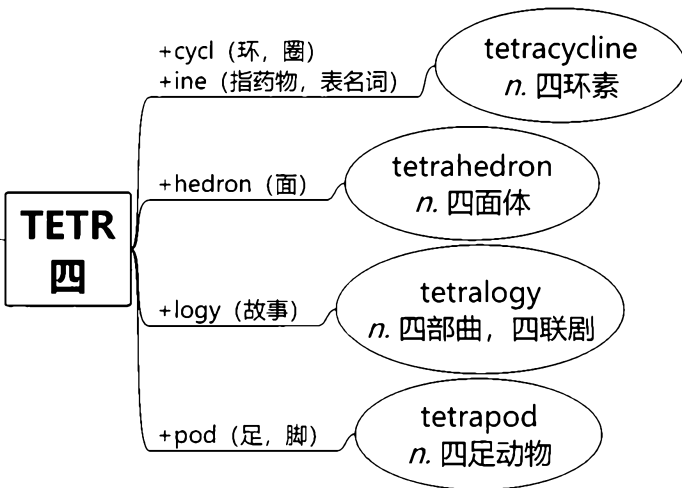 TETR
四
+cycl（环，圈）
+ine（指药物，表名词）
tetracycline
n. 四环素
+hedron（面）
tetrahedron
n. 四面体
+logy（故事）
tetralogy
n. 四部曲，四联剧
+pod（足，脚）
tetrapod
n. 四足动物